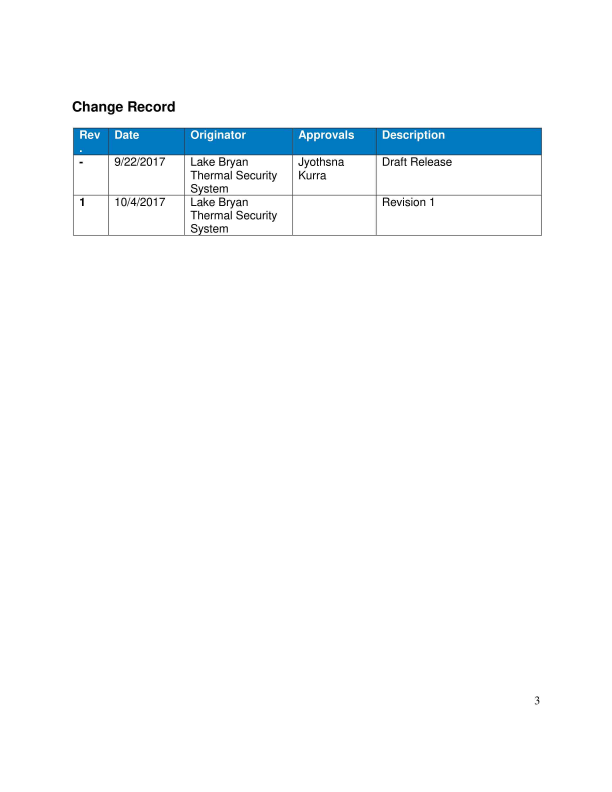 Change Record
Rev Date Originator Approvals Description
.
- 9/22/2017 Lake Bryan Jyothsna Draft Release
Thermal Security Kurra
System
1 10/4/2017 Lake Bryan Revision 1
Thermal Security
System
3